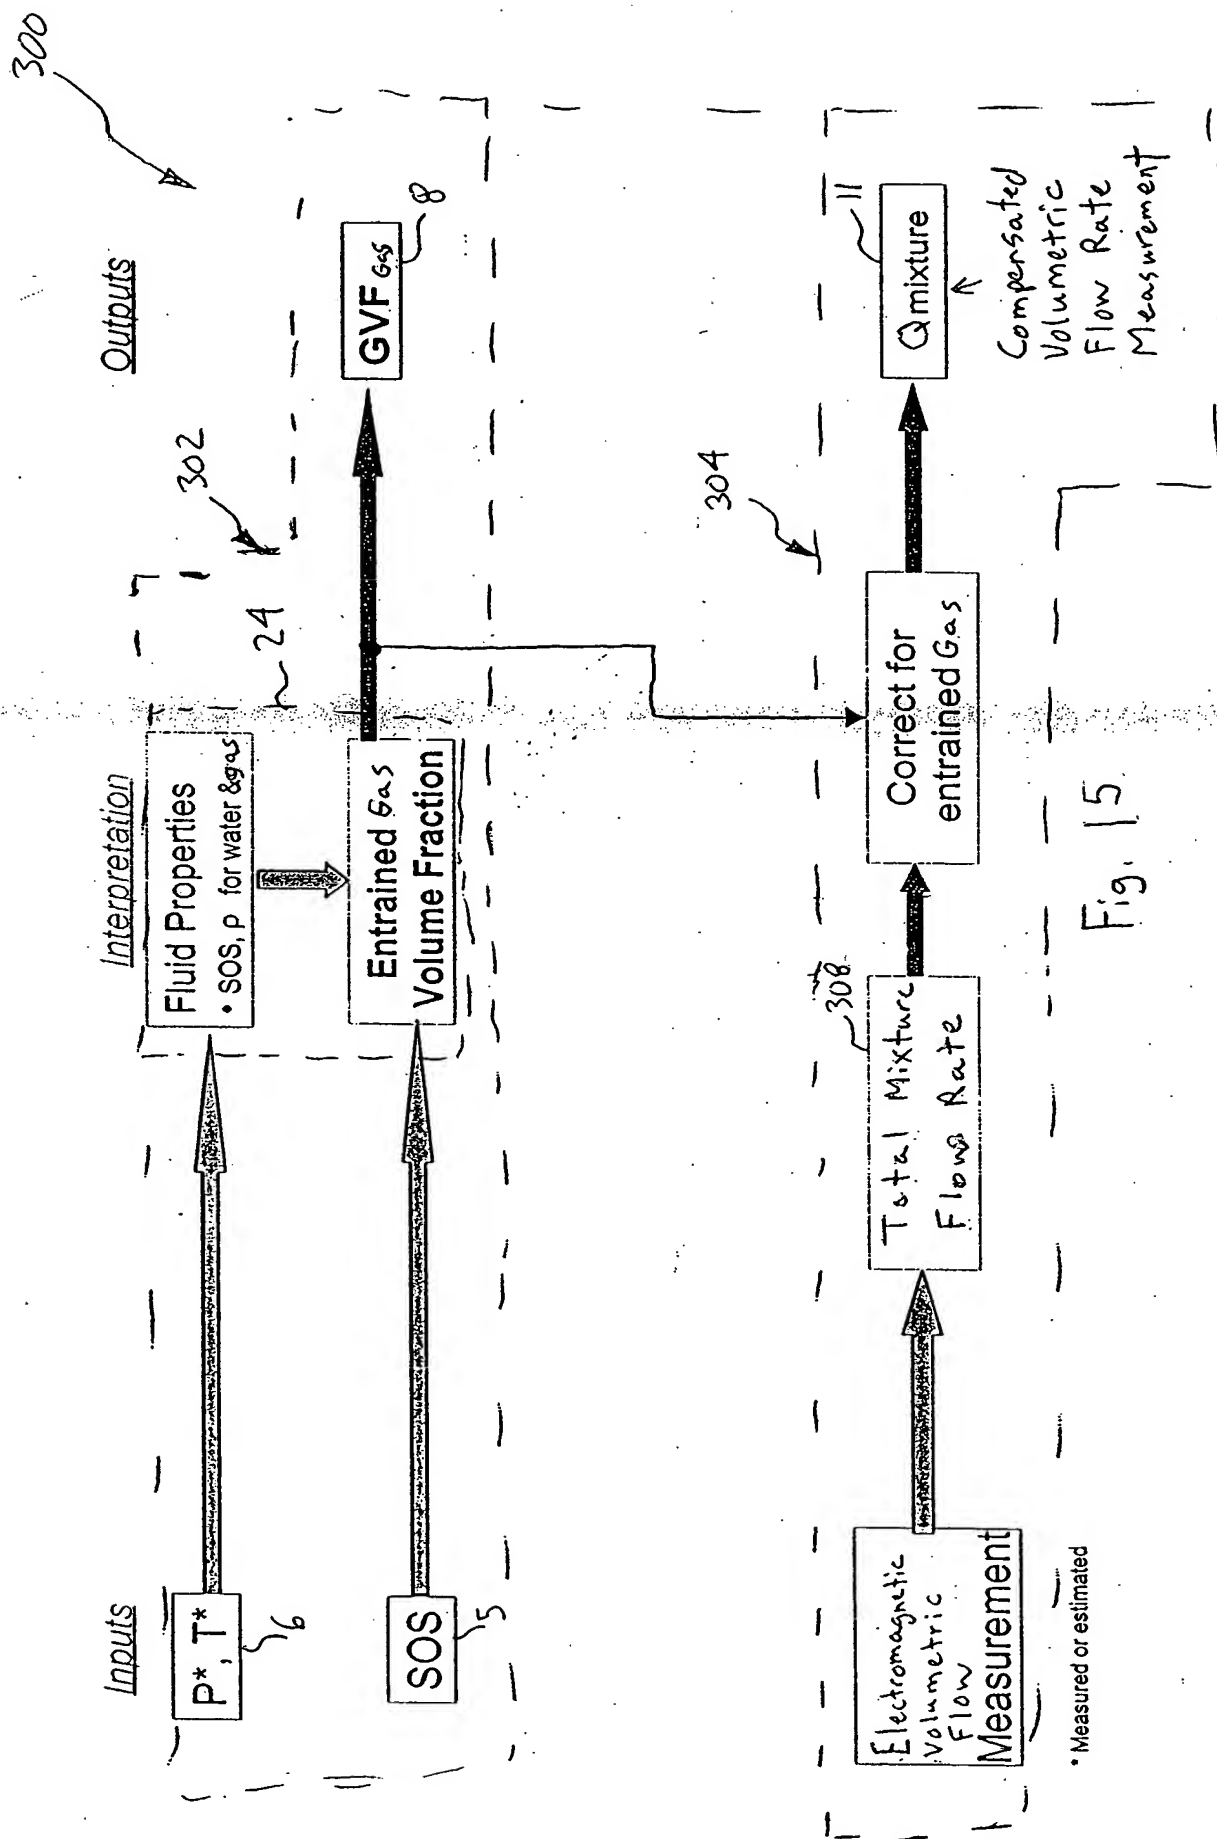 300
Inputs
Interpretation
Outputs
P*, T*
6
Fluid Properties
• SOS, ρ for water & gas
24
302
SOS
5
Entrained Gas
Volume Fraction
GVF Gas
8
304
Electromagnetic
Volumetric
Flow
Measurement
308
Total Mixture
Flow Rate
Correct for
entrained Gas
Qmixture
11
Compensated
Volumetric
Flow Rate
Measurement
* Measured or estimated
Fig. 15